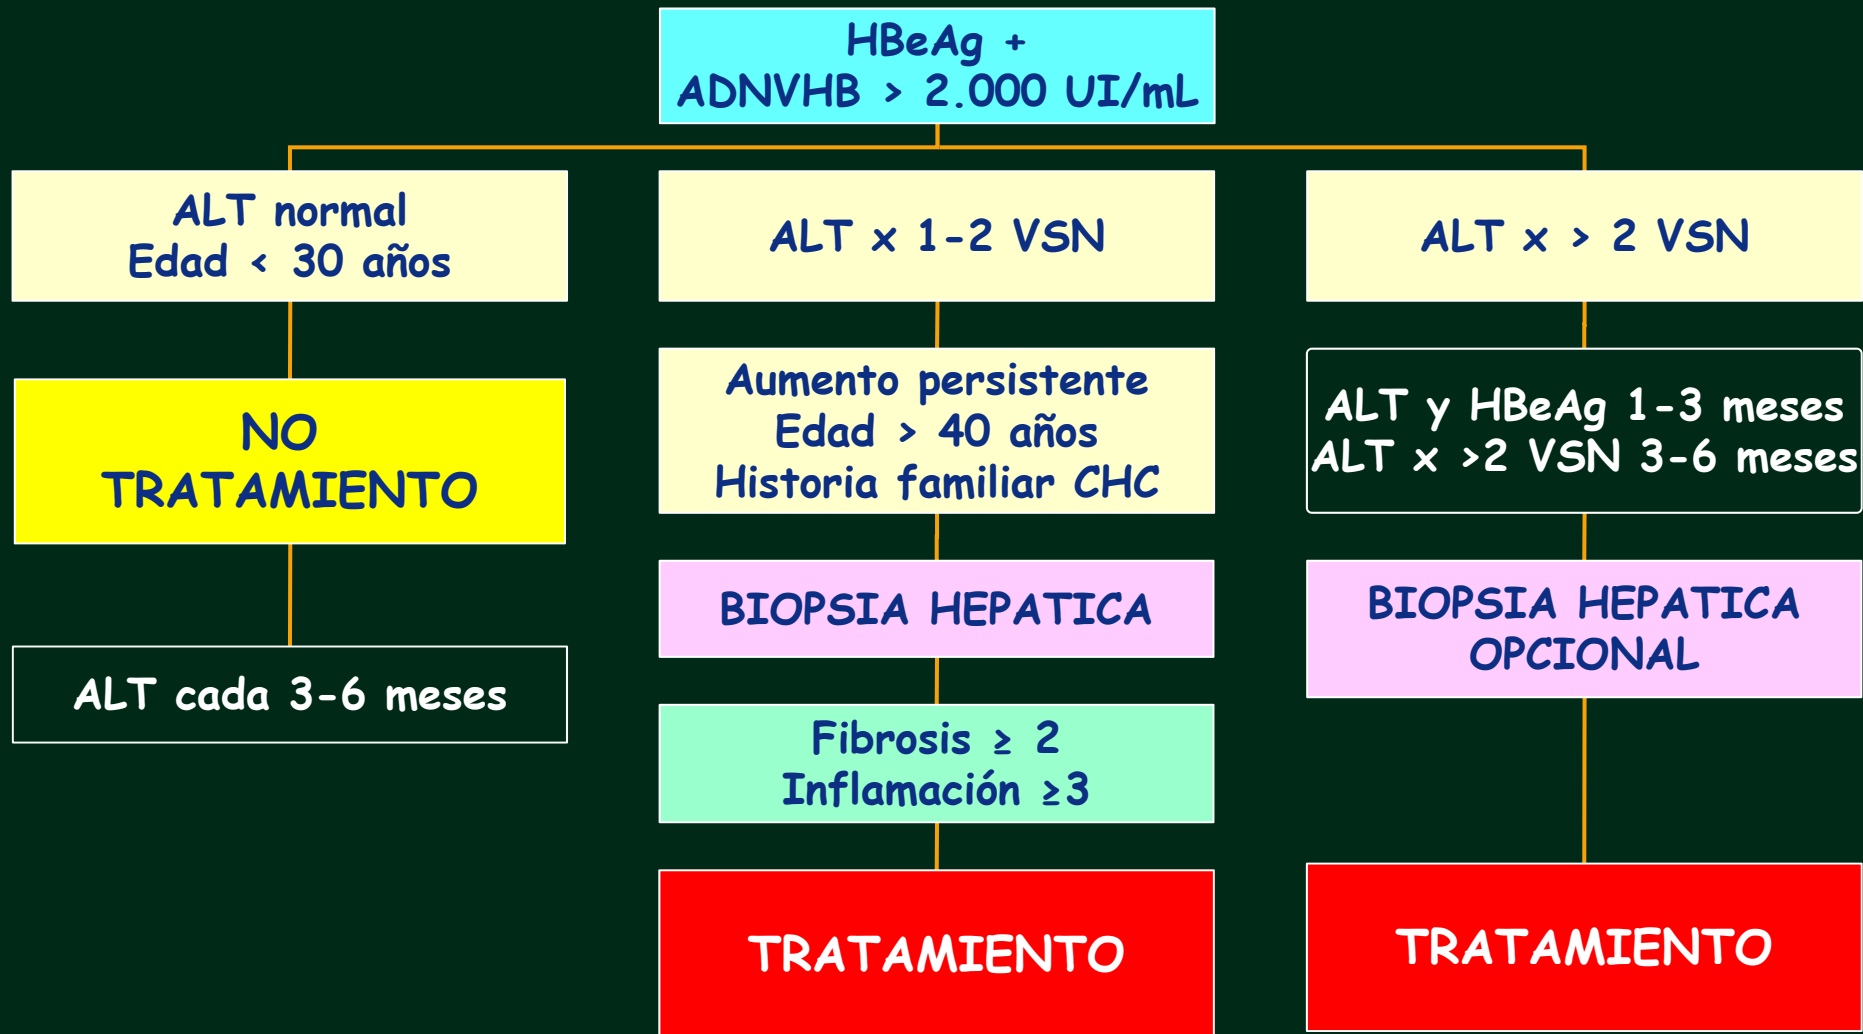 HBeAg +
ADNVHB > 2.000 UI/mL
ALT normal
Edad < 30 años
NO
TRATAMIENTO
ALT cada 3-6 meses
ALT x 1-2 VSN
Aumento persistente
Edad > 40 años
Historia familiar CHC
BIOPSIA HEPATICA
Fibrosis ≥ 2
Inflamación ≥3
TRATAMIENTO
ALT x > 2 VSN
ALT y HBeAg 1-3 meses
ALT x >2 VSN 3-6 meses
BIOPSIA HEPATICA
OPCIONAL
TRATAMIENTO